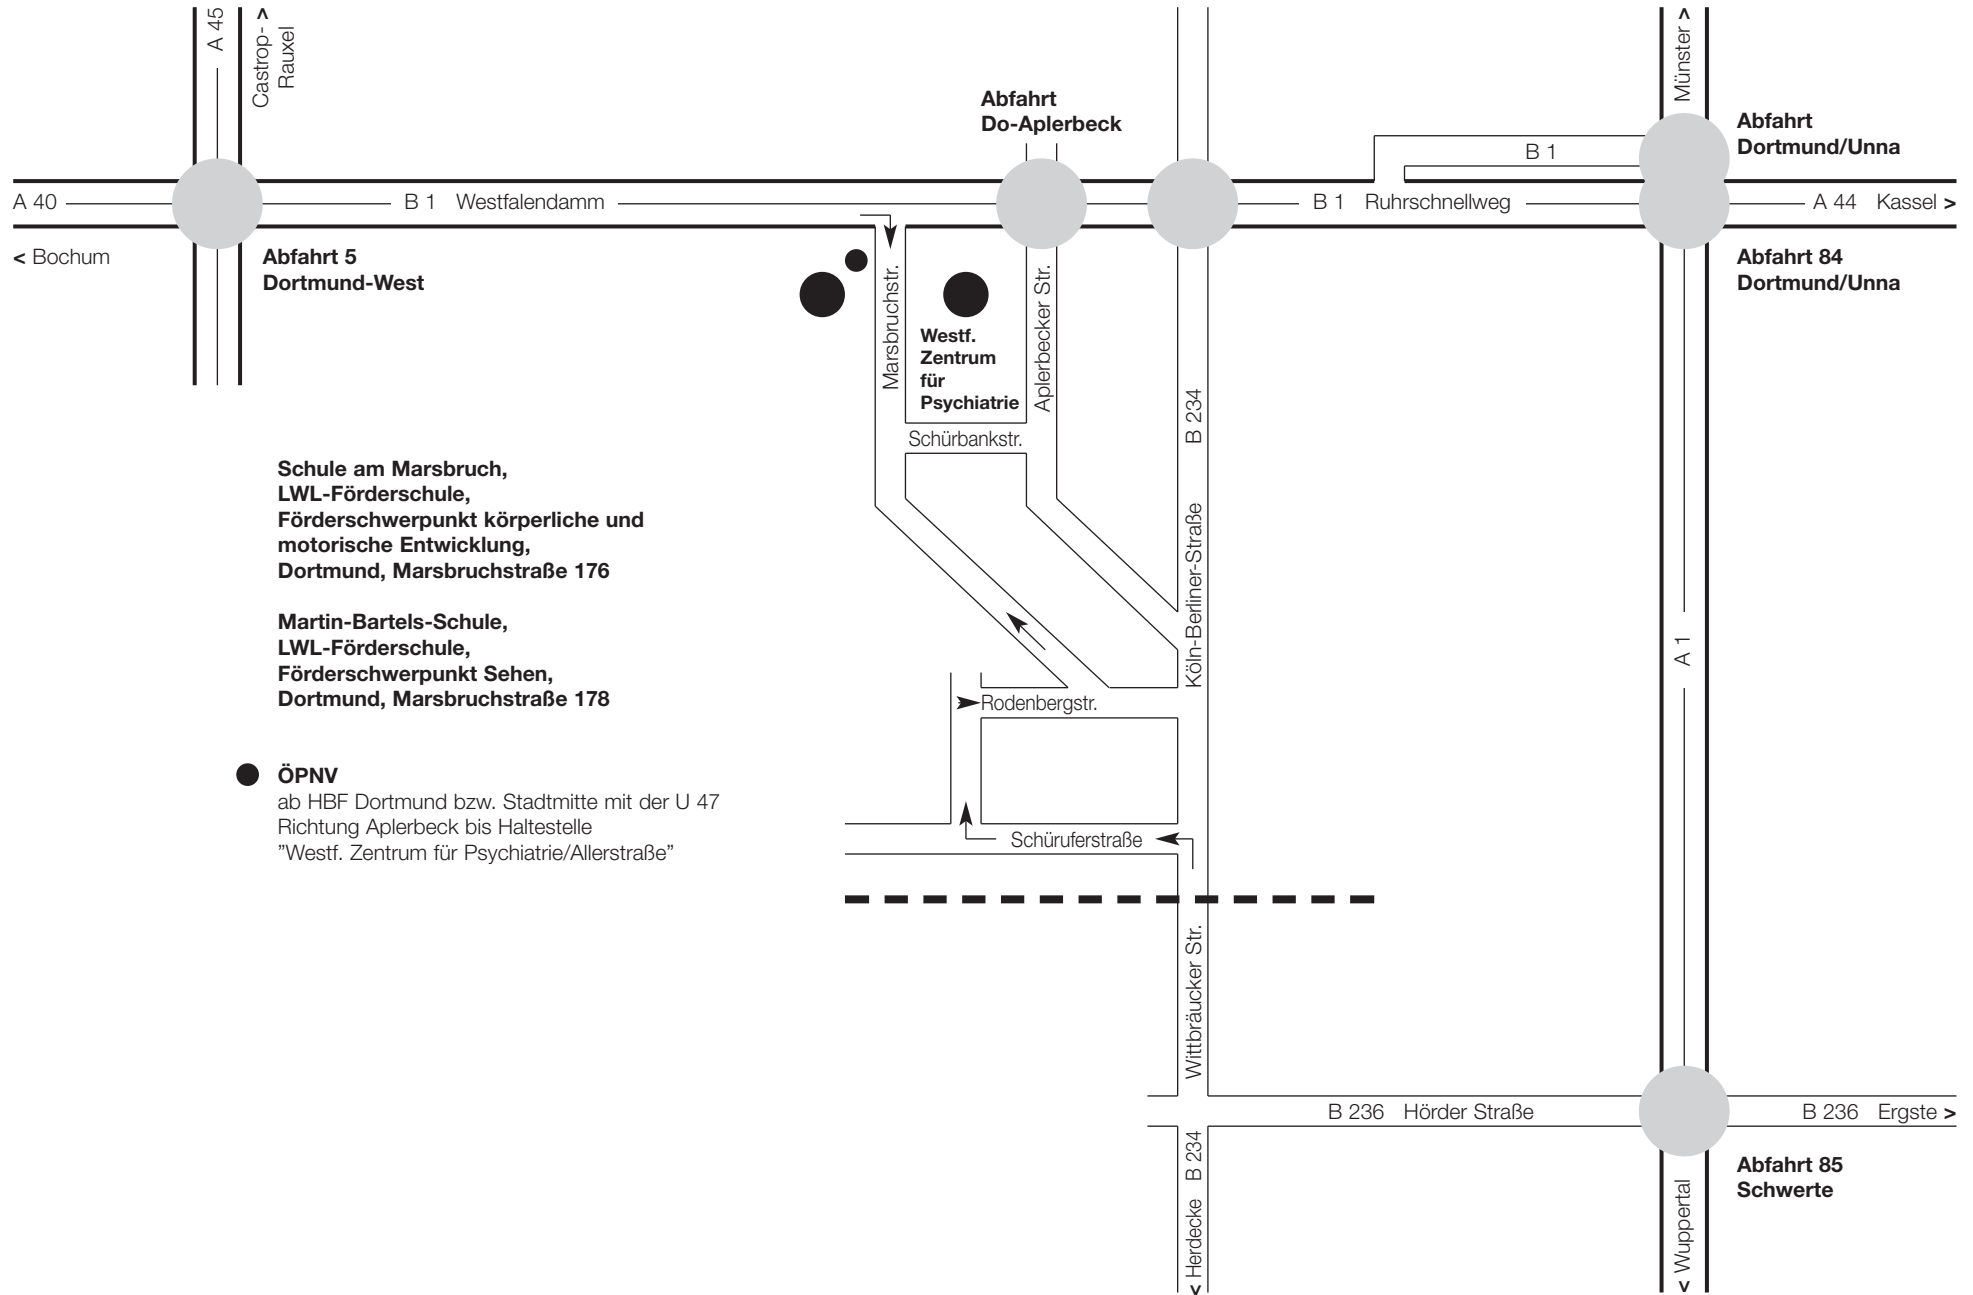 A 45
Castrop- >
Rauxel
Münster >
Abfahrt
Do-Aplerbeck
Abfahrt
Dortmund/Unna
B 1
A 40
B 1 Westfalendamm
B 1 Ruhrschnellweg
A 44 Kassel >
< Bochum
Abfahrt 5
Dortmund-West
Abfahrt 84
Dortmund/Unna
Marsbruchstr.
Westf.
Zentrum
für
Psychiatrie
Aplerbecker Str.
B 234
Schürbankstr.
Köln-Berliner-Straße
A 1
Schule am Marsbruch,
LWL-Förderschule,
Förderschwerpunkt körperliche und
motorische Entwicklung,
Dortmund, Marsbruchstraße 176
Martin-Bartels-Schule,
LWL-Förderschule,
Förderschwerpunkt Sehen,
Dortmund, Marsbruchstraße 178
Rodenbergstr.
ÖPNV
ab HBF Dortmund bzw. Stadtmitte mit der U 47
Richtung Aplerbeck bis Haltestelle
”Westf. Zentrum für Psychiatrie/Allerstraße”
Schüruferstraße
Wittbräucker Str.
B 236 Hörder Straße
B 236 Ergste >
< Herdecke B 234
Abfahrt 85
Schwerte
< Wuppertal